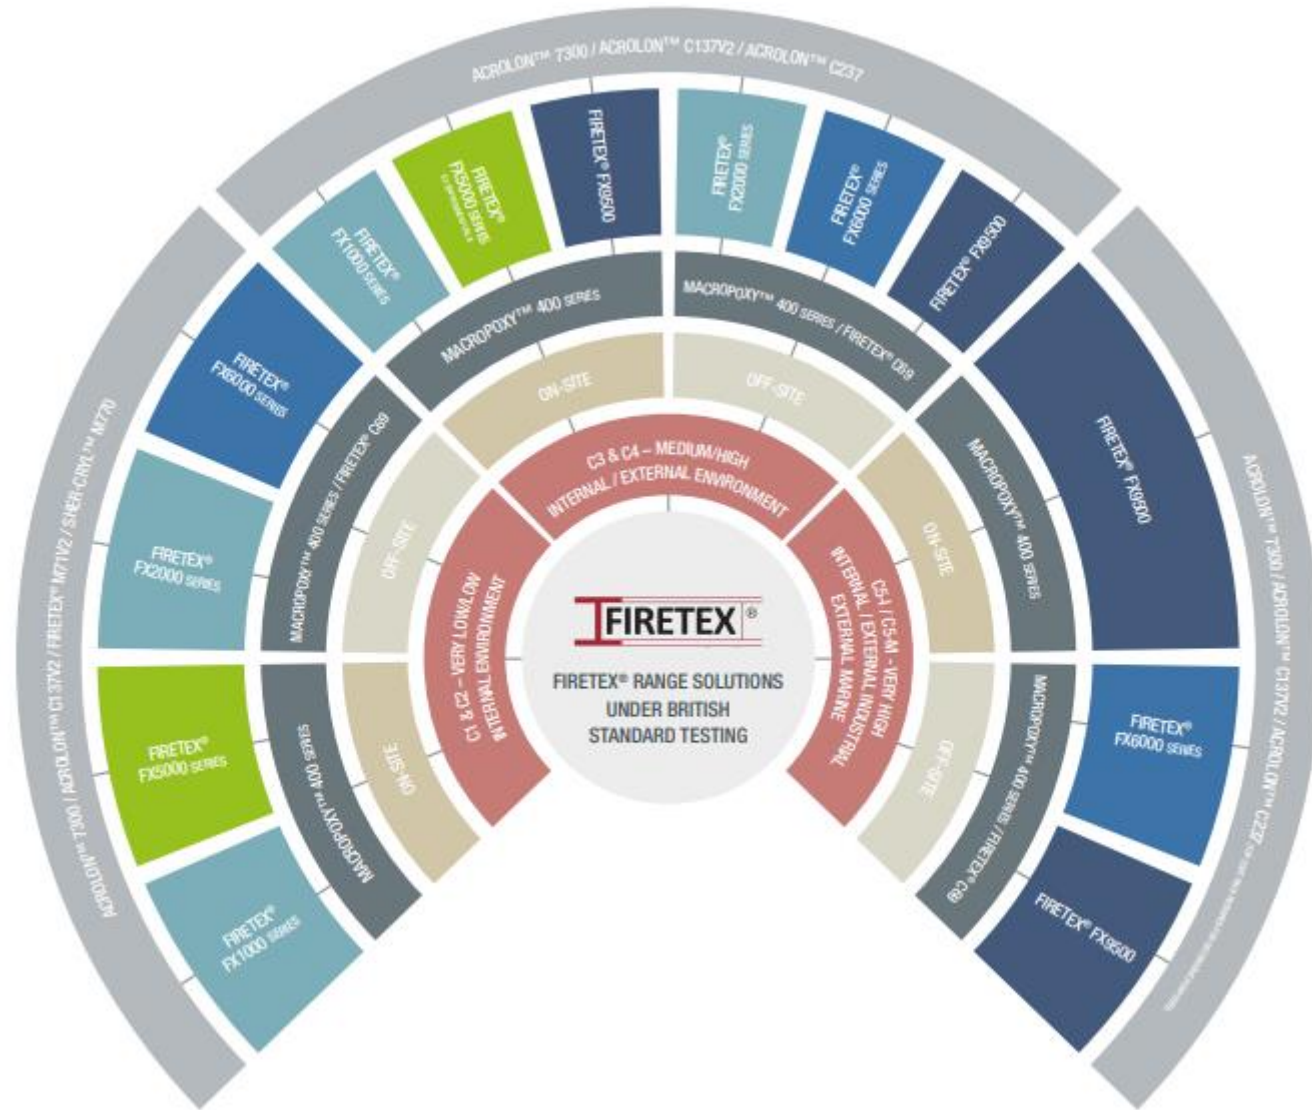 FIRETEX®
FIRETEX® RANGE SOLUTIONS
UNDER BRITISH
STANDARD TESTING
C1 & C2 – VERY LOW/LOW
INTERNAL ENVIRONMENT
C3 & C4 – MEDIUM/HIGH
INTERNAL / EXTERNAL ENVIRONMENT
C5-I / C5-M - VERY HIGH
INTERNAL / EXTERNAL INDUSTRIAL
EXTERNAL MARINE
ON-SITE
OFF-SITE
ON-SITE
OFF-SITE
ON-SITE
OFF-SITE
MACROPOXY™ 400 SERIES
MACROPOXY™ 400 SERIES / FIRETEX® C69
MACROPOXY™ 400 SERIES
MACROPOXY™ 400 SERIES / FIRETEX® C69
MACROPOXY™ 400 SERIES
MACROPOXY™ 400 SERIES / FIRETEX® C69
FIRETEX®
FX1000 SERIES
FIRETEX®
FX5000 SERIES
FIRETEX®
FX2000 SERIES
FIRETEX®
FX6000 SERIES
FIRETEX®
FX1000 SERIES
FIRETEX®
FX5000 SERIES
FIRETEX® FX9500
FIRETEX®
FX2000 SERIES
FIRETEX®
FX6000 SERIES
FIRETEX® FX9500
FIRETEX® FX9500
FIRETEX®
FX6000 SERIES
FIRETEX® FX9500
ACROLON™ 7300 / ACROLON™ C137V2 / FIRETEX® M71V2 / SHER-CRYL™ M770
ACROLON™ 7300 / ACROLON™ C137V2 / ACROLON™ C237
ACROLON™ 7300 / ACROLON™ C137V2 / ACROLON™ C237